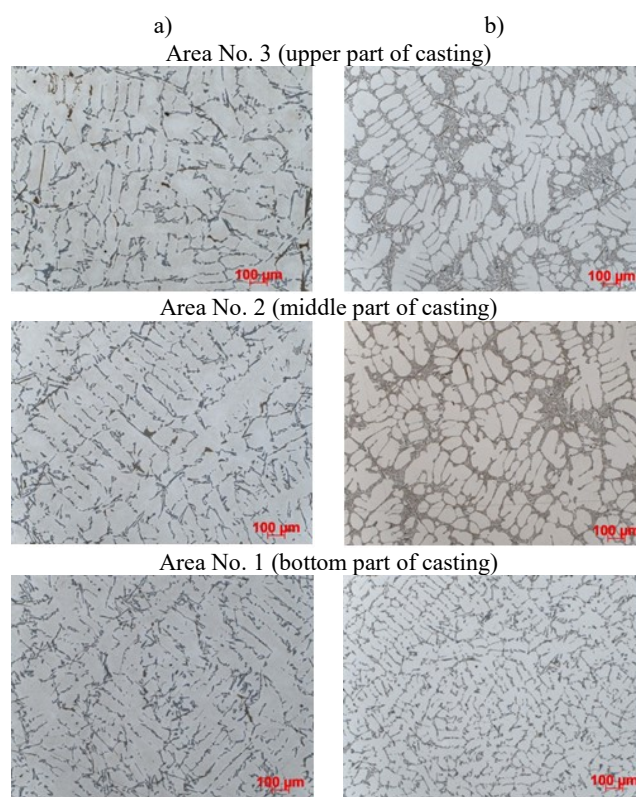 a) b)
Area No. 3 (upper part of casting)
100 µm 100 µm
Area No. 2 (middle part of casting)
100 µm 100 µm
Area No. 1 (bottom part of casting)
100 µm 100 µm